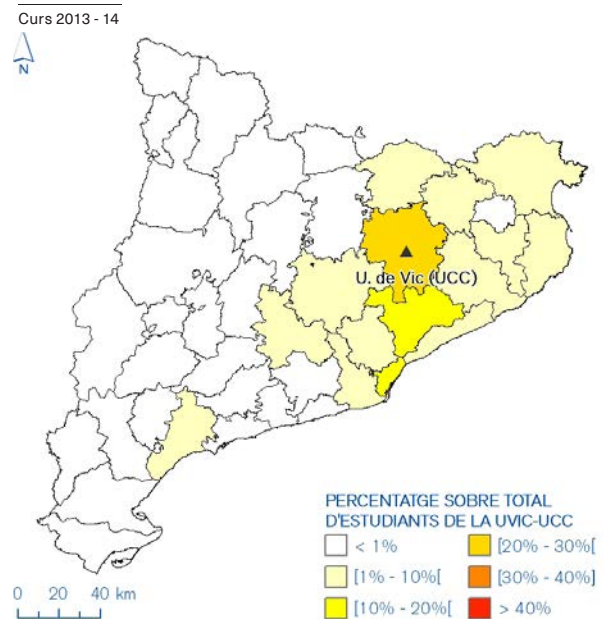 Curs 2013 - 14
N
U. de Vic (UCC)
PERCENTATGE SOBRE TOTAL
D'ESTUDIANTS DE LA UVIC-UCC
< 1%
[20% - 30%[
[1% - 10%[
[30% - 40%]
[10% - 20%[
> 40%
0 20 40 km